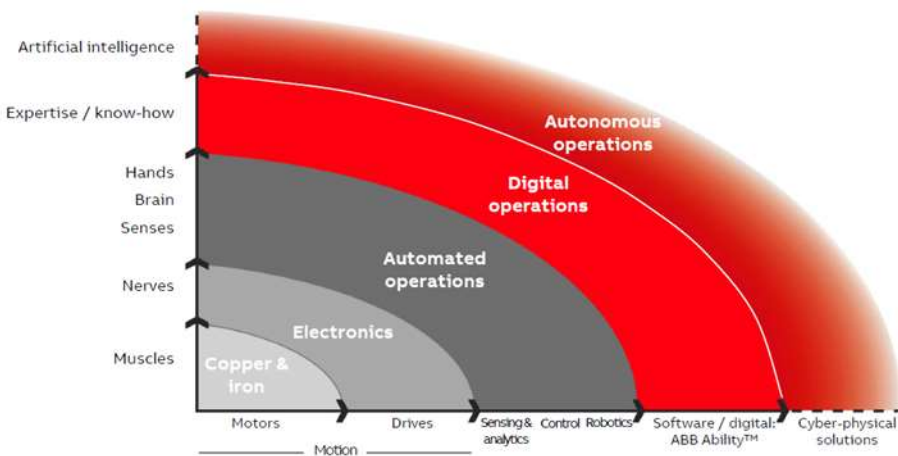 Artificial intelligence
Expertise / know-how
Hands
Brain
Senses
Nerves
Muscles
Autonomous
operations
Digital
operations
Automated
operations
Electronics
Copper &
iron
Motors
Drives
Sensing &
analytics
Control
Robotics
Software / digital:
ABB Ability™
Cyber-physical
solutions
Motion